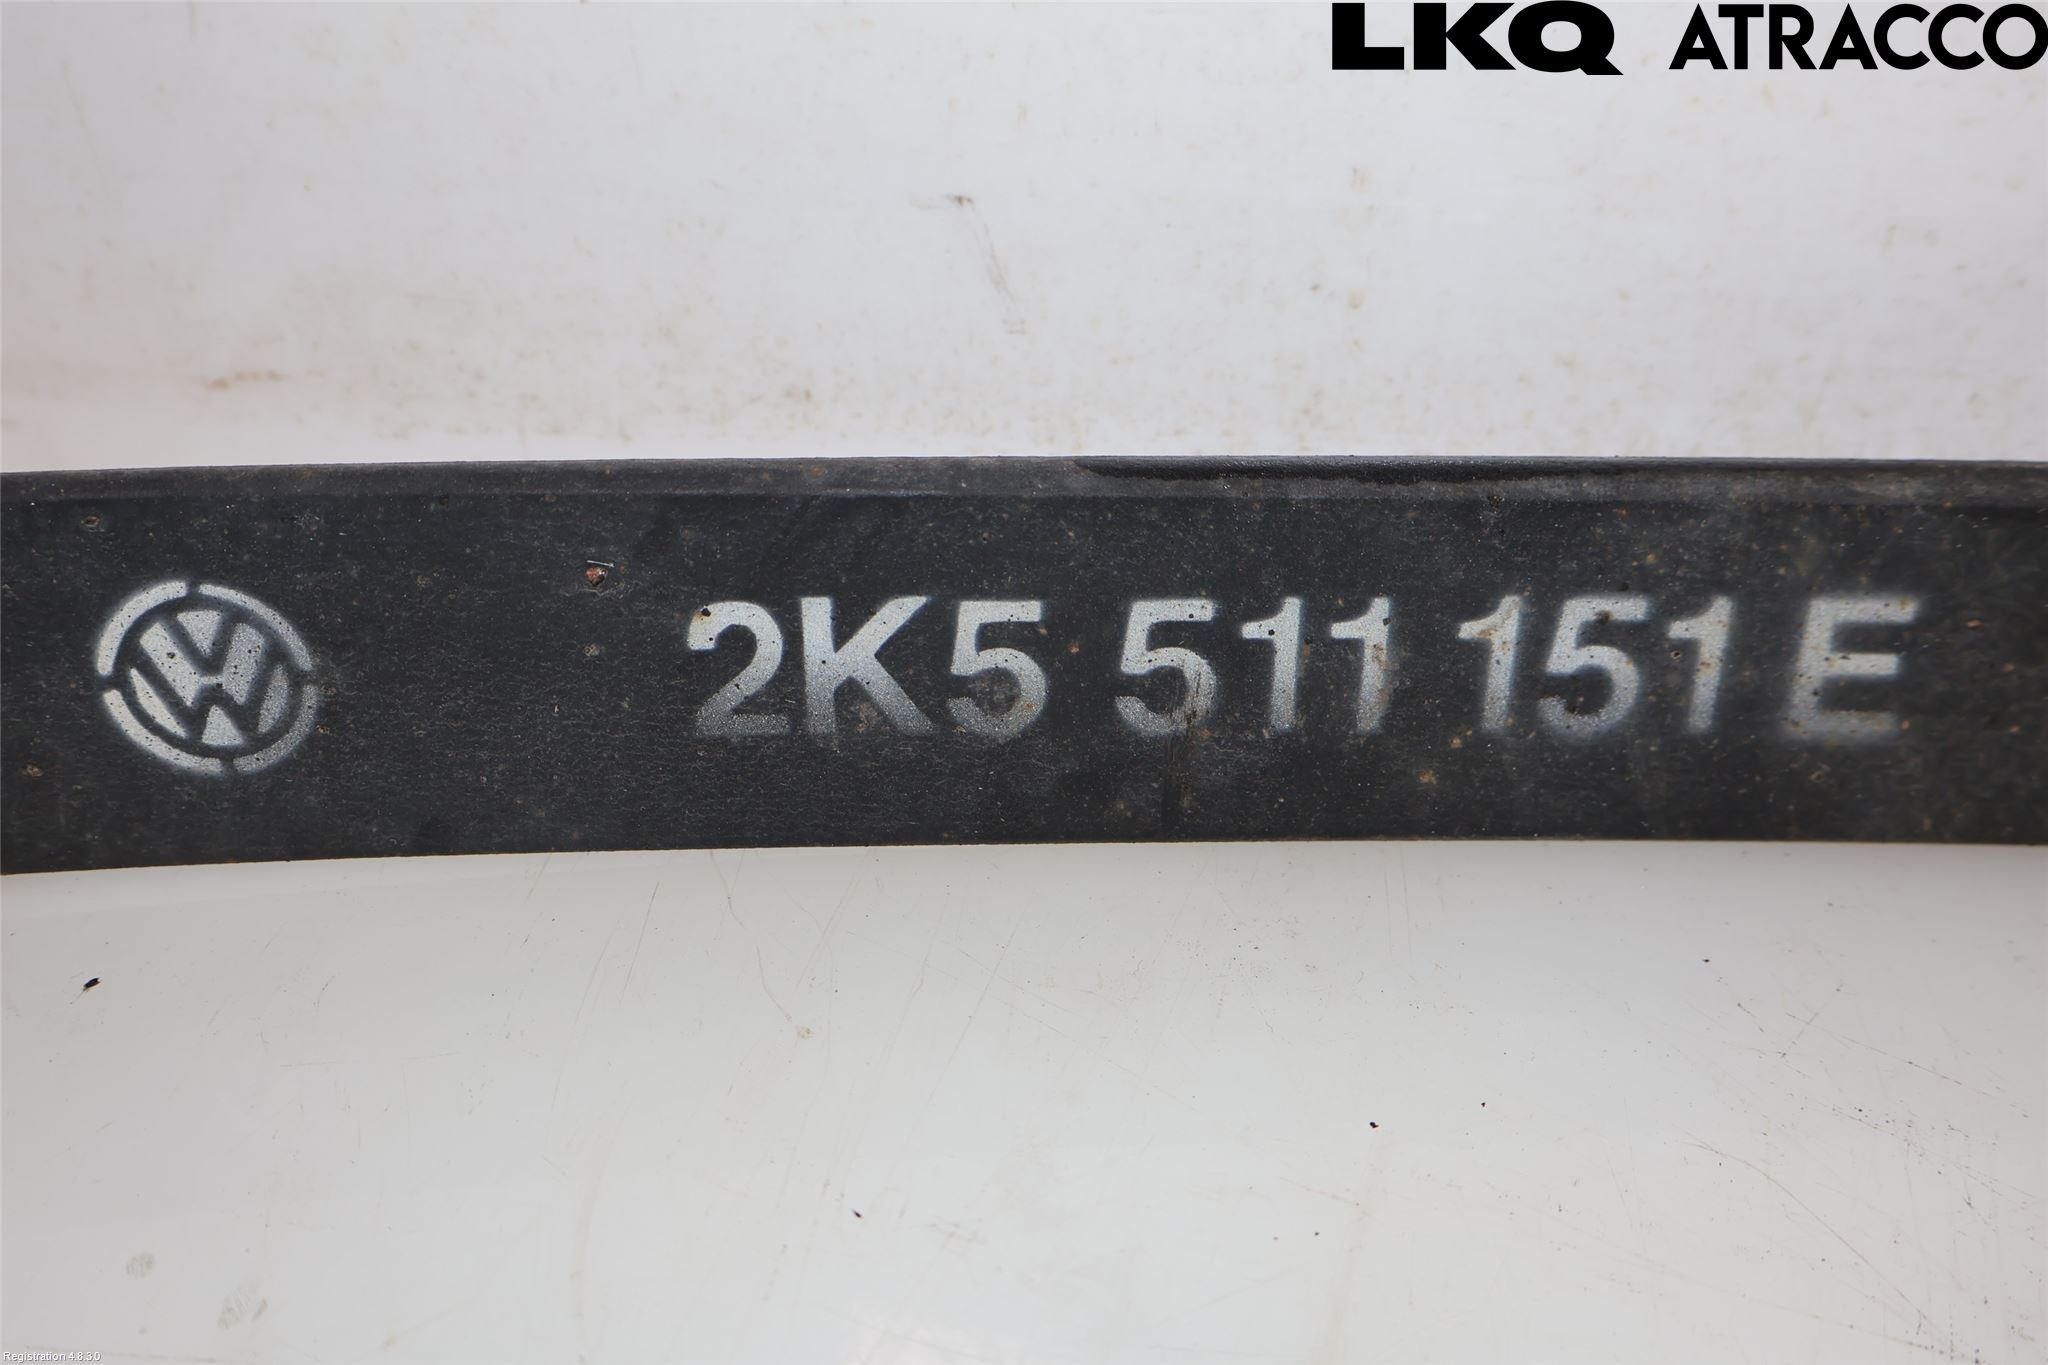 LKQ ATRACCO
2K5 511 151 E
Registration 4.8.3.0